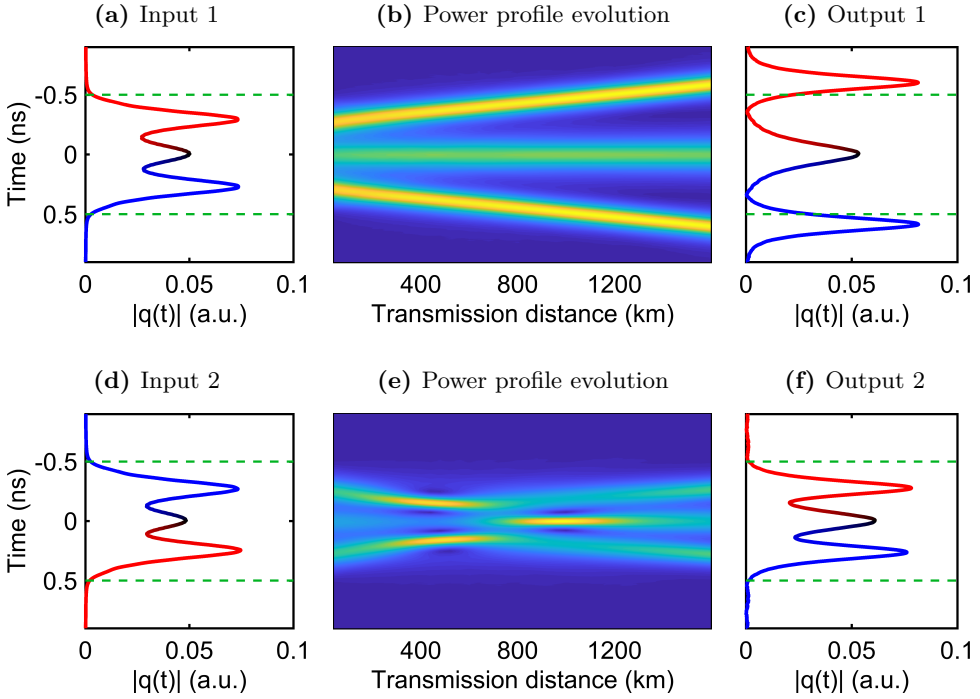 (a) Input 1
(b) Power profile evolution
(c) Output 1
Time (ns)
-0.5
0
0.5
0 0.05 0.1
|q(t)| (a.u.)
400 800 1200
Transmission distance (km)
0 0.05 0.1
|q(t)| (a.u.)
(d) Input 2
(e) Power profile evolution
(f) Output 2
Time (ns)
-0.5
0
0.5
0 0.05 0.1
|q(t)| (a.u.)
400 800 1200
Transmission distance (km)
0 0.05 0.1
|q(t)| (a.u.)